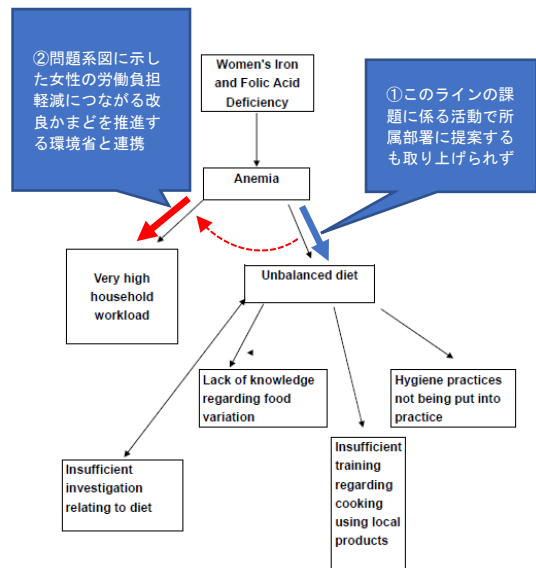 ②問題系図に示し
た女性の労働負担
軽減につながる改
良かまどを推進す
る環境省と連携
Women's Iron
and Folic Acid
Deficiency
①このラインの課
題に係る活動で所
属部署に提案する
も取り上げられず
Anemia
Very high
household
workload
Unbalanced diet
Lack of knowledge
regarding food
variation
Hygiene practices
not being put into
practice
Insufficient
investigation
relating to diet
Insufficient
training
regarding
cooking
using local
products